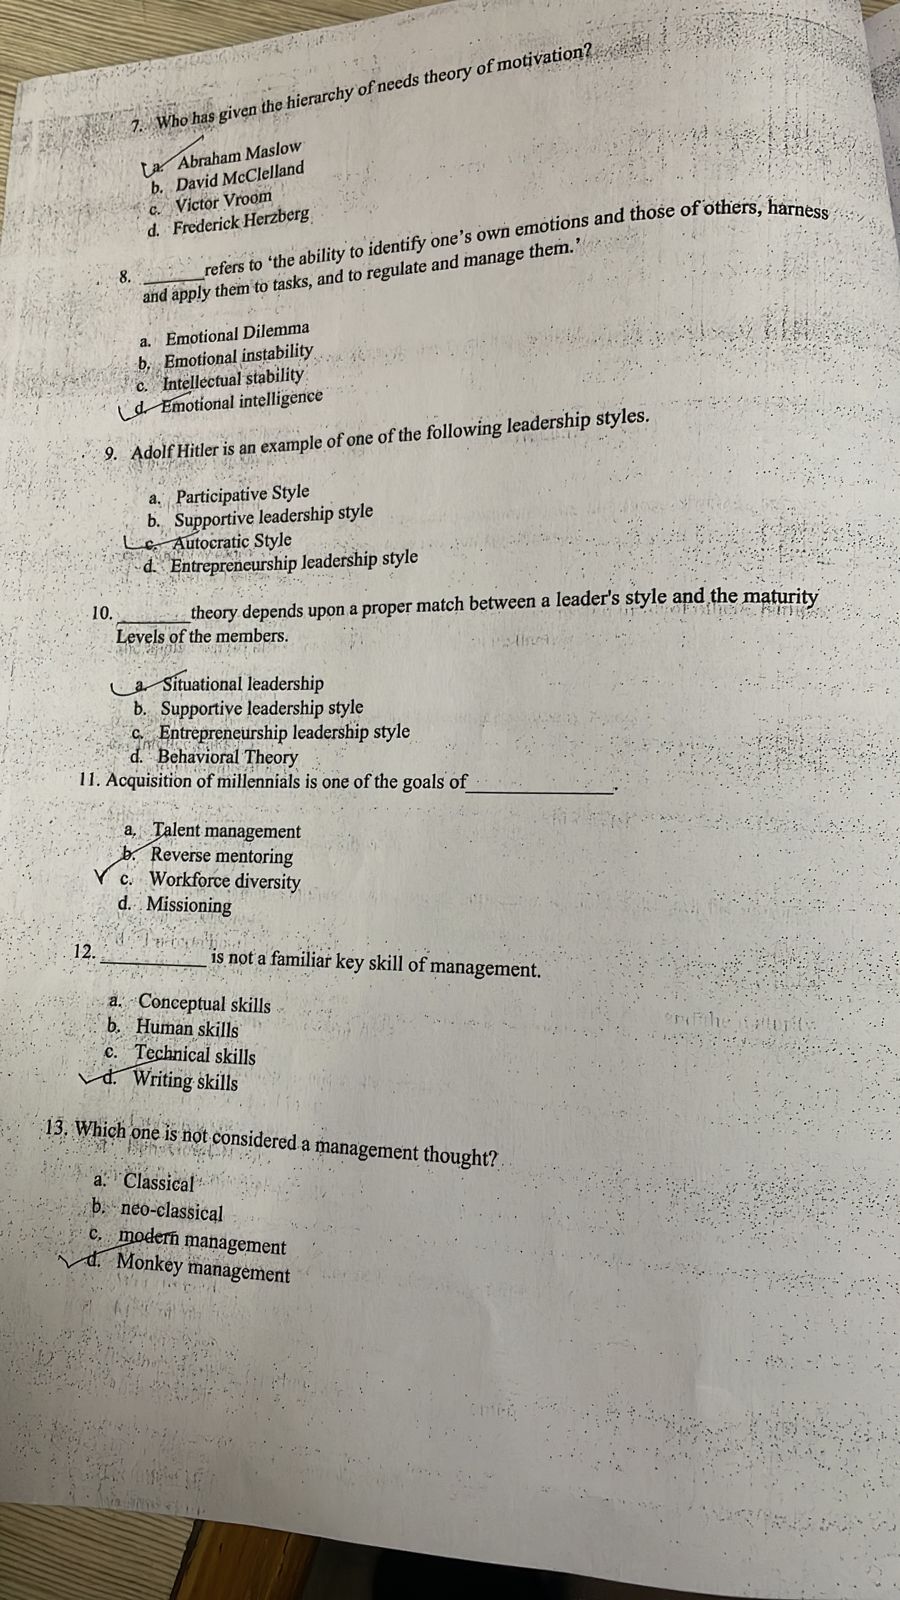 7. Who has given the hierarchy of needs theory of motivation?
a. Abraham Maslow
b. David McClelland
c. Victor Vroom
d. Frederick Herzberg
8. ______ refers to ‘the ability to identify one’s own emotions and those of others, harness
and apply them to tasks, and to regulate and manage them.’
a. Emotional Dilemma
b. Emotional instability
c. Intellectual stability
d. Emotional intelligence
9. Adolf Hitler is an example of one of the following leadership styles.
a. Participative Style
b. Supportive leadership style
c. Autocratic Style
d. Entrepreneurship leadership style
10. ______ theory depends upon a proper match between a leader's style and the maturity
Levels of the members.
a. Situational leadership
b. Supportive leadership style
c. Entrepreneurship leadership style
d. Behavioral Theory
11. Acquisition of millennials is one of the goals of ______.
a. Talent management
b. Reverse mentoring
c. Workforce diversity
d. Missioning
12. ______ is not a familiar key skill of management.
a. Conceptual skills
b. Human skills
c. Technical skills
d. Writing skills
13. Which one is not considered a management thought?
a. Classical
b. neo-classical
c. modern management
d. Monkey management